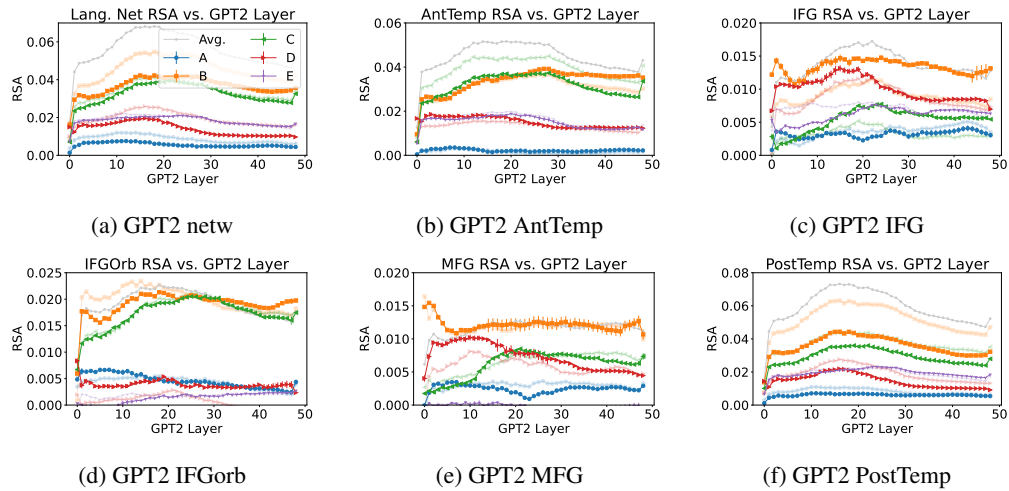 Lang. Net RSA vs. GPT2 Layer
RSA
0.06
0.04
0.02
0.00
0 10 20 30 40 50
GPT2 Layer
Avg.
A
B
C
D
E
(a) GPT2 netw
AntTemp RSA vs. GPT2 Layer
RSA
0.06
0.04
0.02
0.00
0 10 20 30 40 50
GPT2 Layer
(b) GPT2 AntTemp
IFG RSA vs. GPT2 Layer
RSA
0.020
0.015
0.010
0.005
0.000
0 10 20 30 40 50
GPT2 Layer
(c) GPT2 IFG
IFGOrb RSA vs. GPT2 Layer
RSA
0.025
0.020
0.015
0.010
0.005
0.000
0 10 20 30 40 50
GPT2 Layer
(d) GPT2 IFGorb
MFG RSA vs. GPT2 Layer
RSA
0.020
0.015
0.010
0.005
0.000
0 10 20 30 40 50
GPT2 Layer
(e) GPT2 MFG
PostTemp RSA vs. GPT2 Layer
RSA
0.08
0.06
0.04
0.02
0.00
0 10 20 30 40 50
GPT2 Layer
(f) GPT2 PostTemp